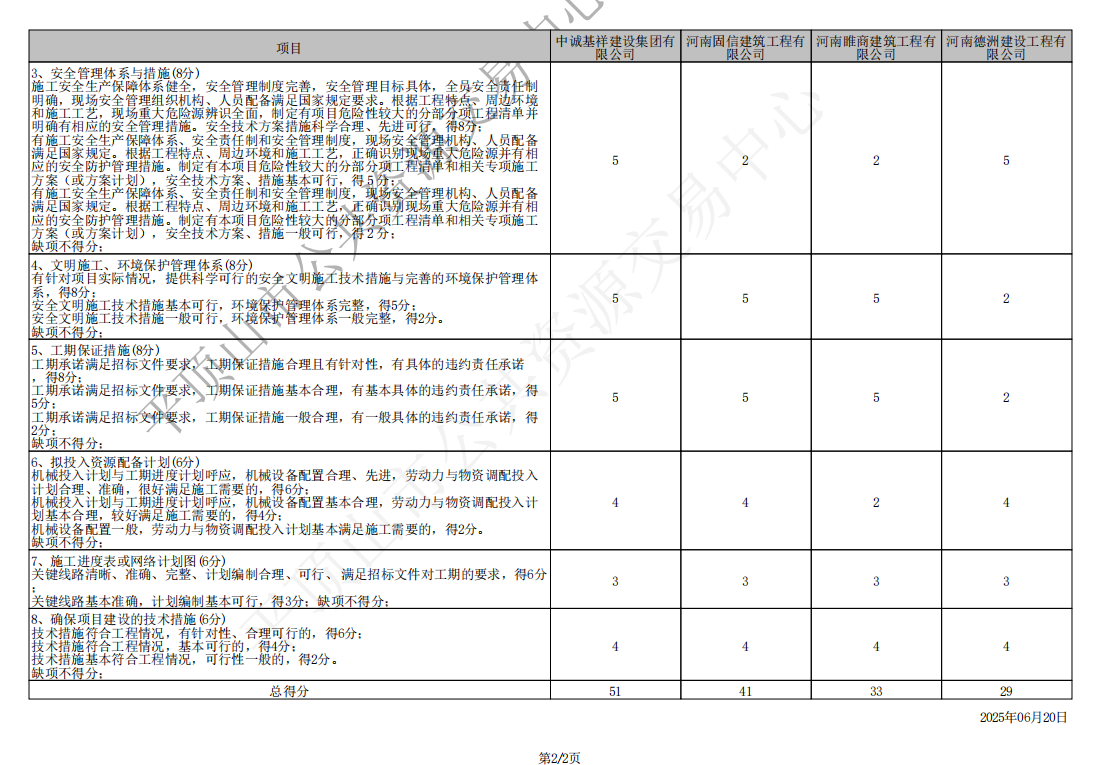 项目
中诚基祥建设集团有
限公司
河南固信建筑工程有
限公司
河南睢商建筑工程有
限公司
河南德洲建设工程有
限公司
3、安全管理体系与措施(8分)
施工安全生产保障体系健全，安全管理制度完善，安全管理目标具体，全员安全责任制
明确，现场安全管理组织机构、人员配备满足国家规定要求。根据工程特点、周边环境
和施工工艺，现场重大危险源辨识全面，制定有项目危险性较大的分部分项工程清单并
明确有相应的安全管理措施。安全技术方案措施科学合理、先进可行，得8分；
有施工安全生产保障体系、安全责任制和安全管理制度，现场安全管理机构、人员配备
满足国家规定。根据工程特点、周边环境和施工工艺，正确识别现场重大危险源并有相
应的安全防护管理措施。制定有本项目危险性较大的分部分项工程清单和相关专项施工
方案（或方案计划），安全技术方案、措施基本可行，得5分；
有施工安全生产保障体系、安全责任制和安全管理制度，现场安全管理机构、人员配备
满足国家规定。根据工程特点、周边环境和施工工艺，正确识别现场重大危险源并有相
应的安全防护管理措施。制定有本项目危险性较大的分部分项工程清单和相关专项施工
方案（或方案计划），安全技术方案、措施一般可行，得２分；
缺项不得分；
5
2
2
5
4、文明施工、环境保护管理体系(8分)
有针对项目实际情况，提供科学可行的安全文明施工技术措施与完善的环境保护管理体
系，得8分；
安全文明施工技术措施基本可行，环境保护管理体系完整，得5分；
安全文明施工技术措施一般可行，环境保护管理体系一般完整，得2分。
缺项不得分；
5
5
5
2
5、工期保证措施(8分)
工期承诺满足招标文件要求，工期保证措施合理且有针对性，有具体的违约责任承诺
，得8分；
工期承诺满足招标文件要求，工期保证措施基本合理，有基本具体的违约责任承诺，得
5分；
工期承诺满足招标文件要求，工期保证措施一般合理，有一般具体的违约责任承诺，得
2分；
缺项不得分；
5
5
5
2
6、拟投入资源配备计划(6分)
机械投入计划与工期进度计划呼应，机械设备配置合理、先进，劳动力与物资调配投入
计划合理、准确，很好满足施工需要的，得6分；
机械投入计划与工期进度计划呼应，机械设备配置基本合理，劳动力与物资调配投入计
划基本合理，较好满足施工需要的，得4分；
机械设备配置一般，劳动力与物资调配投入计划基本满足施工需要的，得2分。
缺项不得分；
4
4
2
4
7、施工进度表或网络计划图(6分)
关键线路清晰、准确、完整、计划编制合理、可行、满足招标文件对工期的要求，得6分
；
关键线路基本准确，计划编制基本可行，得3分；缺项不得分；
3
3
3
3
8、确保项目建设的技术措施(6分)
技术措施符合工程情况，有针对性、合理可行的，得6分；
技术措施符合工程情况，基本可行的，得4分；
技术措施基本符合工程情况，可行性一般的，得2分。
缺项不得分；
4
4
4
4
总得分
51
41
33
29
2025年06月20日
第2/2页
平顶山市公共资源交易中心
平顶山市公共资源交易中心